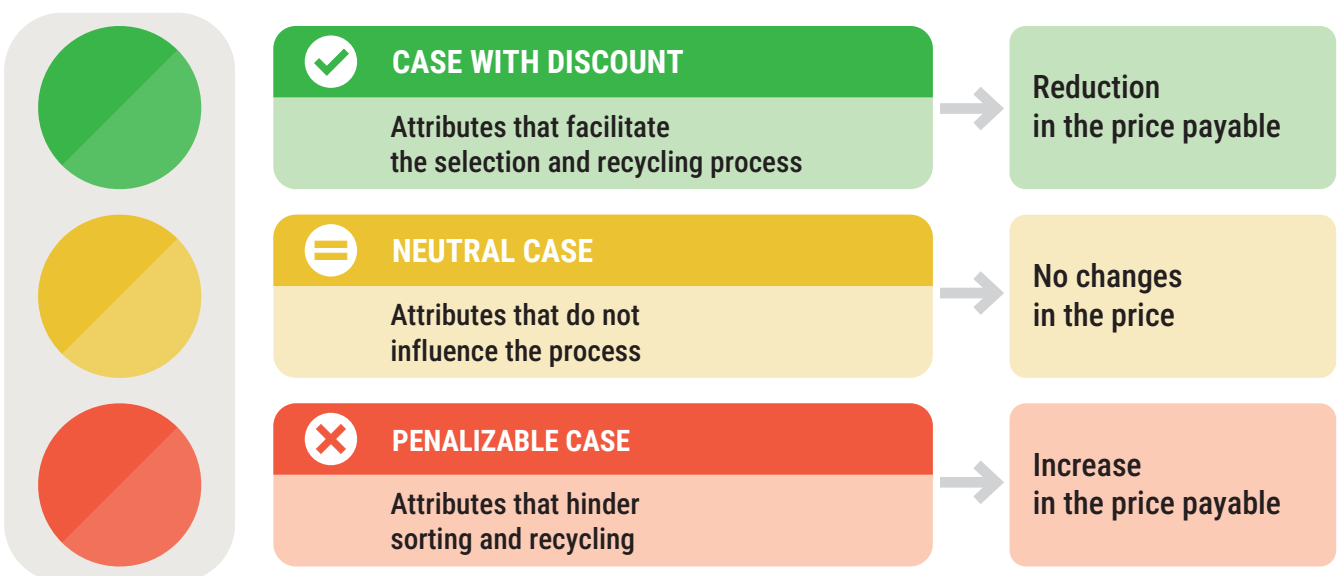 CASE WITH DISCOUNT
Attributes that facilitate
the selection and recycling process
Reduction
in the price payable
NEUTRAL CASE
Attributes that do not
influence the process
No changes
in the price
PENALIZABLE CASE
Attributes that hinder
sorting and recycling
Increase
in the price payable